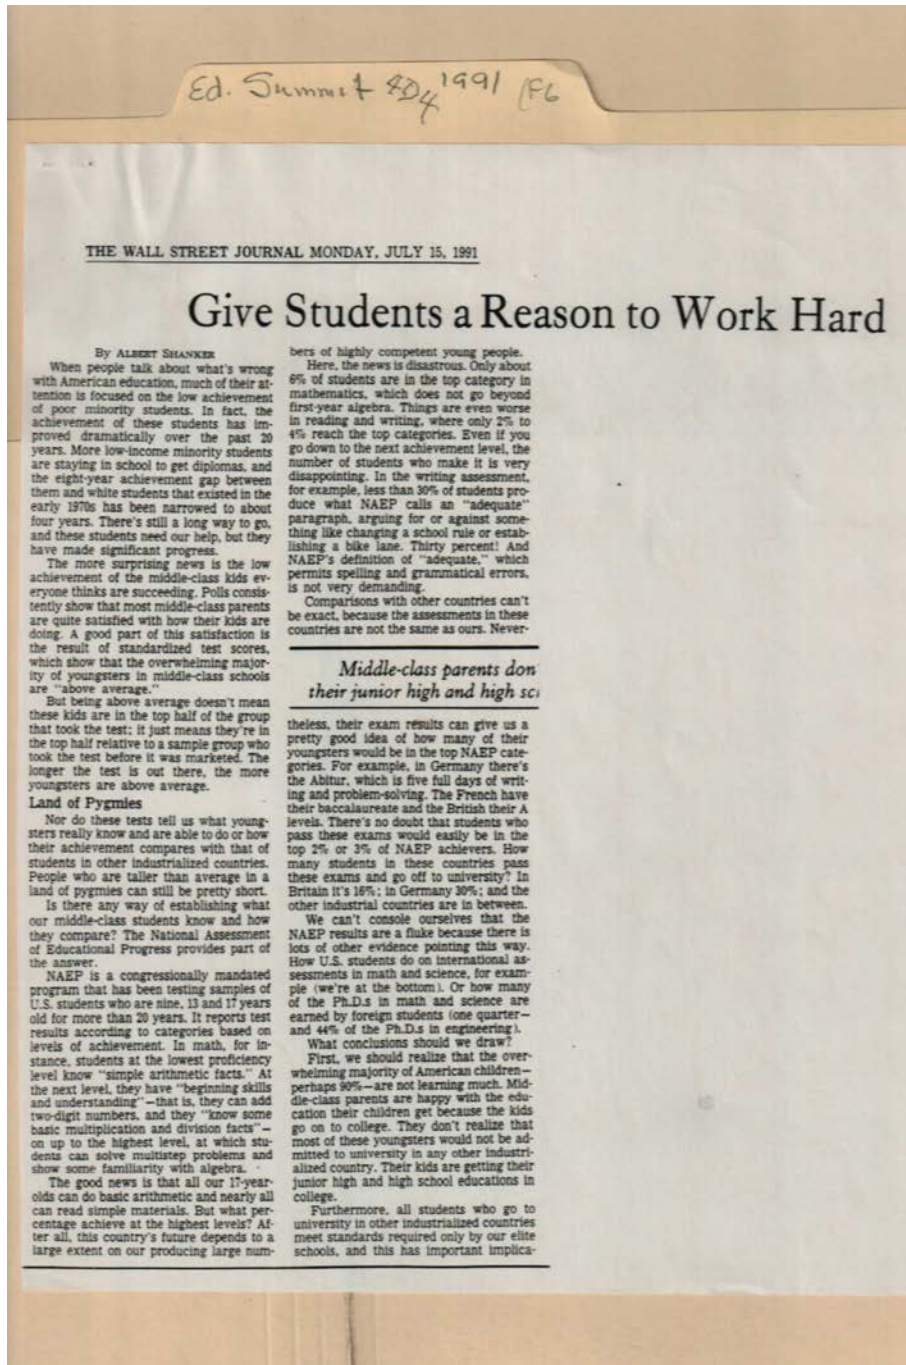 Ed. Summit 4D4 1991 (F6
THE WALL STREET JOURNAL MONDAY, JULY 15, 1991
Give Students a Reason to Work Hard
By ALBERT SHANKER
When people talk about what's wrong
with American education, much of their at-
tention is focused on the low achievement
of poor minority students. In fact, the
achievement of these students has im-
proved dramatically over the past 20
years. More low-income minority students
are staying in school to get diplomas, and
the eight-year achievement gap between
them and white students that existed in the
early 1970s has been narrowed to about
four years. There's still a long way to go,
and these students need our help, but they
have made significant progress.
The more surprising news is the low
achievement of the middle-class kids ev-
eryone thinks are succeeding. Polls consis-
tently show that most middle-class parents
are quite satisfied with how their kids are
doing. A good part of this satisfaction is
the result of standardized test scores,
which show that the overwhelming major-
ity of youngsters in middle-class schools
are "above average."
But being above average doesn't mean
these kids are in the top half of the group
that took the test; it just means they're in
the top half relative to a sample group who
took the test before it was marketed. The
longer the test is out there, the more
youngsters are above average.
Land of Pygmies
Nor do these tests tell us what young-
sters really know and are able to do or how
their achievement compares with that of
students in other industrialized countries.
People who are taller than average in a
land of pygmies can still be pretty short.
Is there any way of establishing what
our middle-class students know and how
they compare? The National Assessment
of Educational Progress provides part of
the answer.
NAEP is a congressionally mandated
program that has been testing samples of
U.S. students who are nine, 13 and 17 years
old for more than 20 years. It reports test
results according to categories based on
levels of achievement. In math, for in-
stance, students at the lowest proficiency
level know "simple arithmetic facts." At
the next level, they have "beginning skills
and understanding"—that is, they can add
two-digit numbers, and they "know some
basic multiplication and division facts"—
on up to the highest level, at which stu-
dents can solve multistep problems and
show some familiarity with algebra.
The good news is that all our 17-year-
olds can do basic arithmetic and nearly all
can read simple materials. But what per-
centage achieve at the highest levels? Af-
ter all, this country's future depends to a
large extent on our producing large num-
bers of highly competent young people.
Here, the news is disastrous. Only about
6% of students are in the top category in
mathematics, which does not go beyond
first-year algebra. Things are even worse
in reading and writing, where only 2% to
4% reach the top categories. Even if you
go down to the next achievement level, the
number of students who make it is very
disappointing. In the writing assessment,
for example, less than 30% of students pro-
duce what NAEP calls an "adequate"
paragraph, arguing for or against some-
thing like changing a school rule or estab-
lishing a bike lane. Thirty percent! And
NAEP's definition of "adequate," which
permits spelling and grammatical errors,
is not very demanding.
Comparisons with other countries can't
be exact, because the assessments in these
countries are not the same as ours. Never-
Middle-class parents don
their junior high and high sc
theless, their exam results can give us a
pretty good idea of how many of their
youngsters would be in the top NAEP cate-
gories. For example, in Germany there's
the Abitur, which is five full days of writ-
ing and problem-solving. The French have
their baccalaureate and the British their A
levels. There's no doubt that students who
pass these exams would easily be in the
top 2% or 3% of NAEP achievers. How
many students in these countries pass
these exams and go off to university? In
Britain it's 16%; in Germany 30%; and the
other industrial countries are in between.
We can't console ourselves that the
NAEP results are a fluke because there is
lots of other evidence pointing this way.
How U.S. students do on international as-
sessments in math and science, for exam-
ple (we're at the bottom). Or how many
of the Ph.D.s in math and science are
earned by foreign students (one quarter—
and 44% of the Ph.D.s in engineering).
What conclusions should we draw?
First, we should realize that the over-
whelming majority of American children—
perhaps 90%—are not learning much. Mid-
dle-class parents are happy with the edu-
cation their children get because the kids
go on to college. They don't realize that
most of these youngsters would not be ad-
mitted to university in any other industri-
alized country. Their kids are getting their
junior high and high school educations in
college.
Furthermore, all students who go to
university in other industrialized countries
meet standards required only by our elite
schools, and this has important implica-